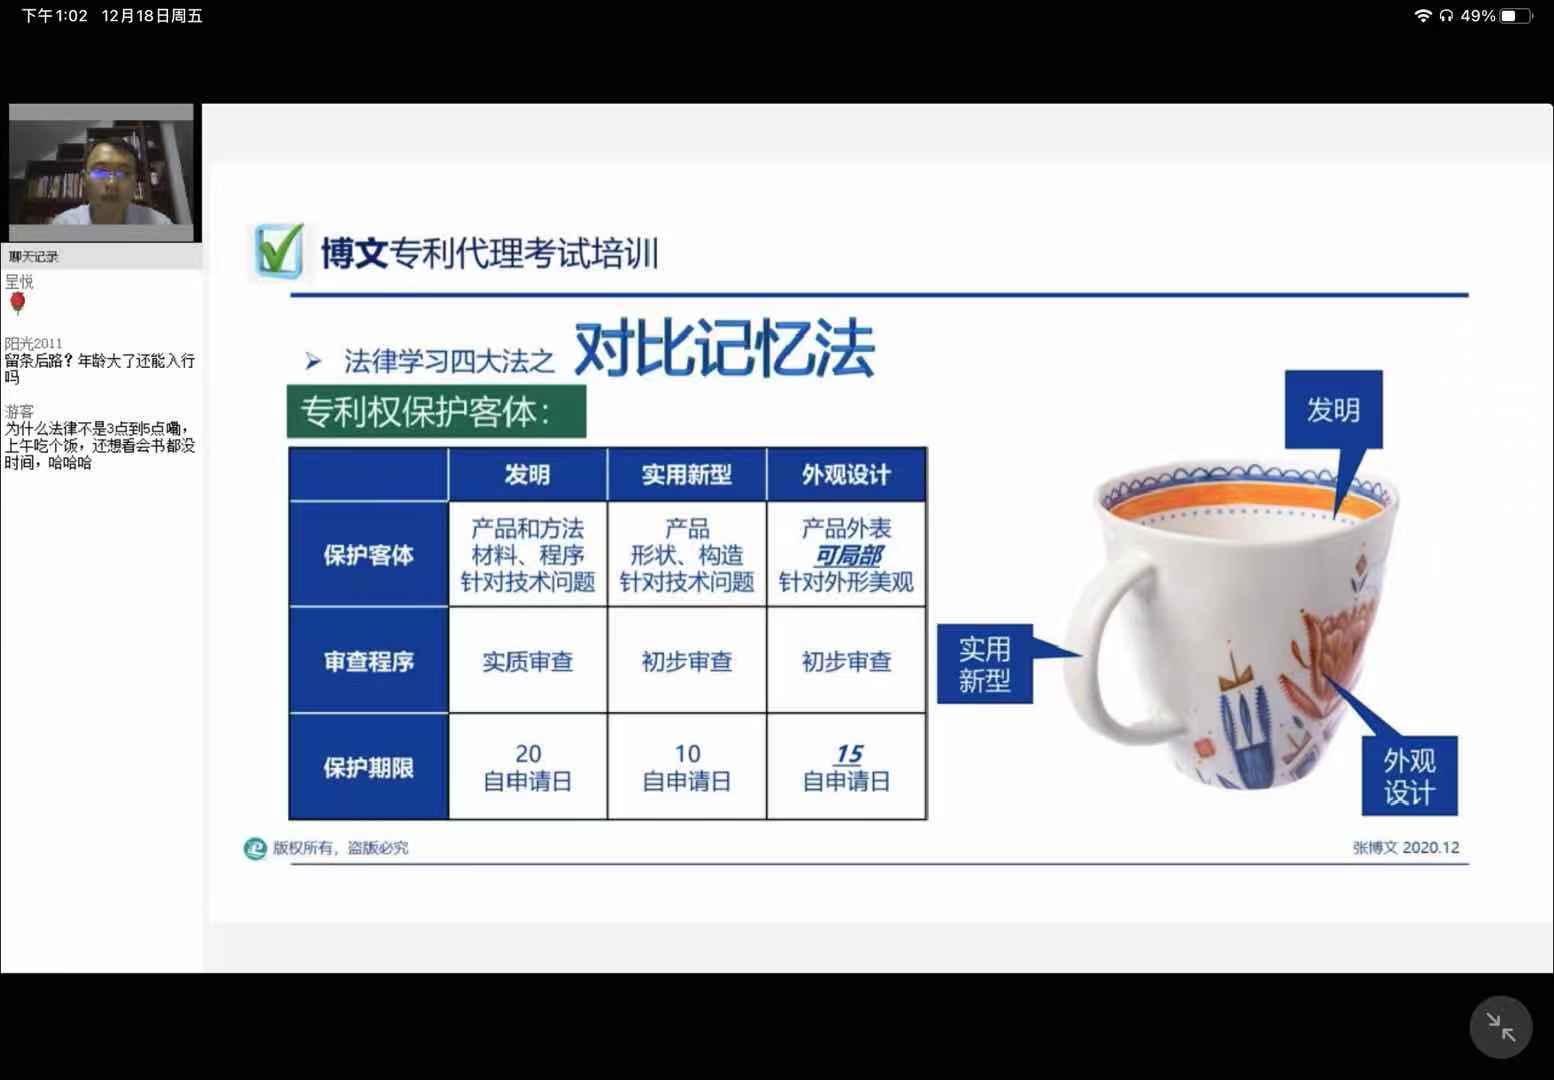 下午1:02 12月18日周五
49%
聊天记录
呈悦
阳光2011
留条后路？年龄大了还能入行
吗
游客
为什么法律不是3点到5点嘞，
上午吃个饭，还想看会书都没
时间，哈哈哈
博文专利代理考试培训
法律学习四大法之 对比记忆法
专利权保护客体：
发明 实用新型 外观设计
保护客体
产品和方法
材料、程序
针对技术问题
产品
形状、构造
针对技术问题
产品外表
可局部
针对外形美观
审查程序 实质审查 初步审查 初步审查
保护期限
20
自申请日
10
自申请日
15
自申请日
发明
实用
新型
外观
设计
版权所有，盗版必究
张博文 2020.12